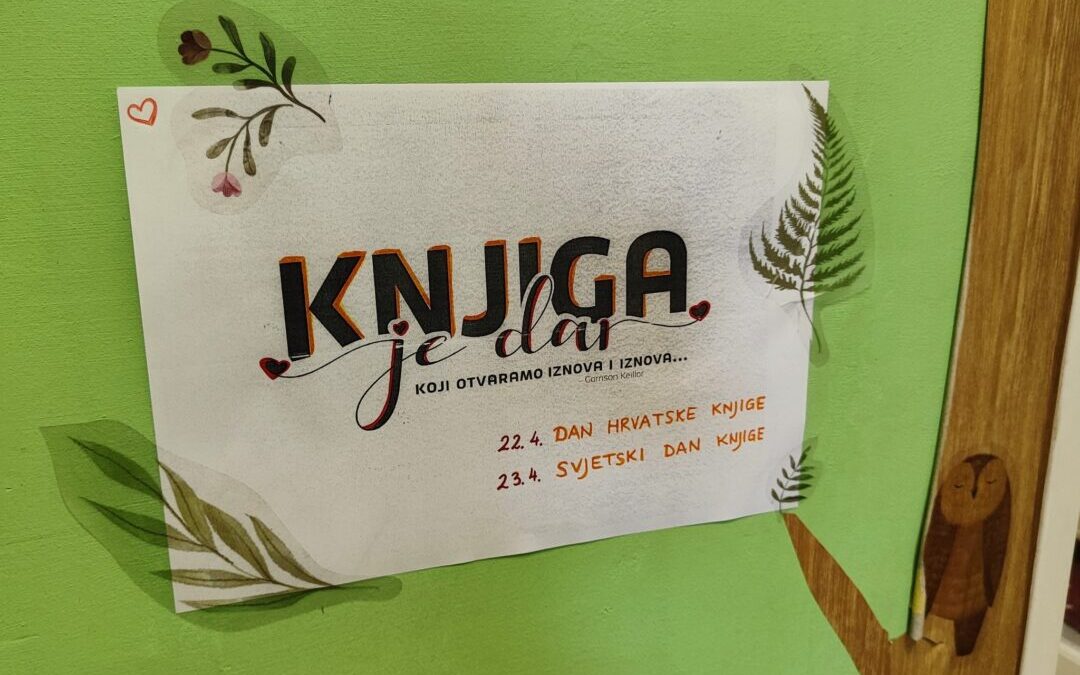 KNJIGA
je dar
KOJI OTVARAMO IZNOVA I IZNOVA...
Garrison Keillor
22.4. DAN HRVATSKE KNJIGE
23.4. SVJETSKI DAN KNJIGE